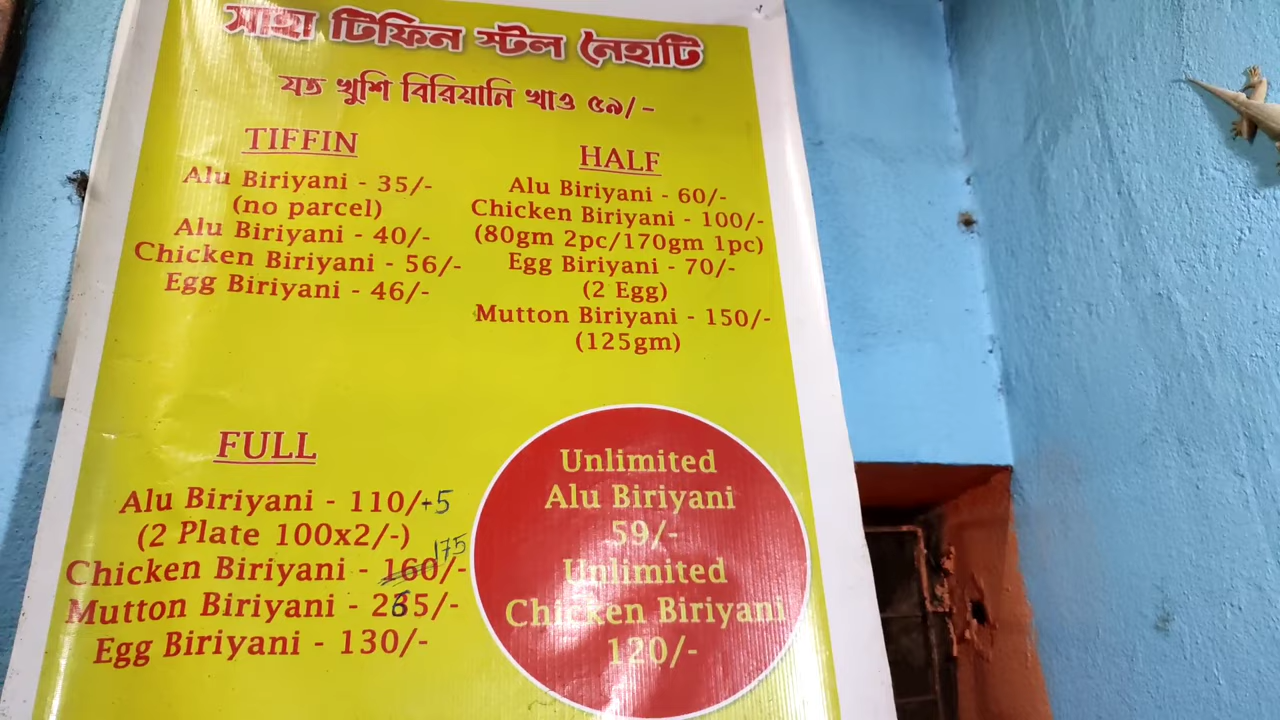 সাহা টিফিন স্টল নৈহাটি
যত খুশি বিরিয়ানি খাও ৫৯/-
TIFFIN
Alu Biriyani - 35/-
(no parcel)
Alu Biriyani - 40/-
Chicken Biriyani - 56/-
Egg Biriyani - 46/-
HALF
Alu Biriyani - 60/-
Chicken Biriyani - 100/-
(80gm 2pc/170gm 1pc)
Egg Biriyani - 70/-
(2 Egg)
Mutton Biriyani - 150/-
(125gm)
FULL
Alu Biriyani - 110/-+5
(2 Plate 100x2/-)
175
Chicken Biriyani - 160/-
Mutton Biriyani -
Egg Biriyani - 130/-
Unlimited
Alu Biriyani
59/-
Unlimited
Chicken Biriyani
120/-